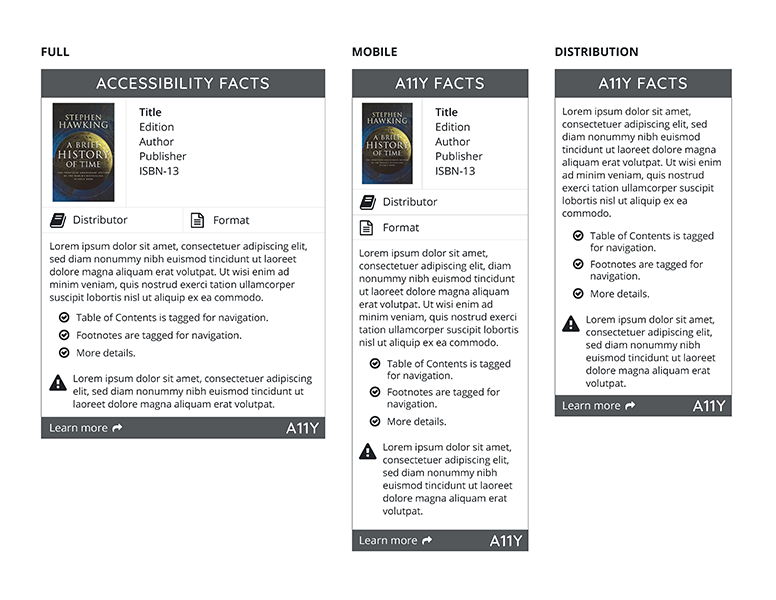 FULL
ACCESSIBILITY FACTS
STEPHEN
HAWKING
A BRIEF
HISTORY
OF TIME
Title
Edition
Author
Publisher
ISBN-13
Distributor
Format
Lorem ipsum dolor sit amet, consectetuer adipiscing elit,
sed diam nonummy nibh euismod tincidunt ut laoreet
dolore magna aliquam erat volutpat. Ut wisi enim ad
minim veniam, quis nostrud exerci tation ullamcorper
suscipit lobortis nisl ut aliquip ex ea commodo.
Table of Contents is tagged for navigation.
Footnotes are tagged for navigation.
More details.
Lorem ipsum dolor sit amet, consectetuer adipiscing
elit, sed diam nonummy nibh euismod tincidunt ut
laoreet dolore magna aliquam erat volutpat.
Learn more
A11Y
MOBILE
A11Y FACTS
STEPHEN
HAWKING
A BRIEF
HISTORY
OF TIME
Title
Edition
Author
Publisher
ISBN-13
Distributor
Format
Lorem ipsum dolor sit amet,
consectetuer adipiscing elit, sed diam
nonummy nibh euismod tincidunt ut
laoreet dolore magna aliquam
erat volutpat. Ut wisi enim ad
minim veniam, quis nostrud exerci
tation ullamcorper suscipit lobortis
nisl ut aliquip ex ea commodo.
Table of Contents is tagged
for navigation.
Footnotes are tagged for
navigation.
More details.
Lorem ipsum dolor sit amet,
consectetuer adipiscing elit,
sed diam nonummy nibh
euismod tincidunt ut laoreet
dolore magna aliquam erat
volutpat.
Learn more
A11Y
DISTRIBUTION
A11Y FACTS
Lorem ipsum dolor sit amet,
consectetuer adipiscing elit, sed
diam nonummy nibh euismod
tincidunt ut laoreet dolore magna
aliquam erat volutpat. Ut wisi enim
ad minim veniam, quis nostrud
exerci tation ullamcorper suscipit
lobortis nisl ut aliquip ex ea
commodo.
Table of Contents is tagged
for navigation.
Footnotes are tagged for
navigation.
More details.
Lorem ipsum dolor sit amet,
consectetuer adipiscing elit,
sed diam nonummy nibh
euismod tincidunt ut laoreet
dolore magna aliquam erat
volutpat.
Learn more
A11Y